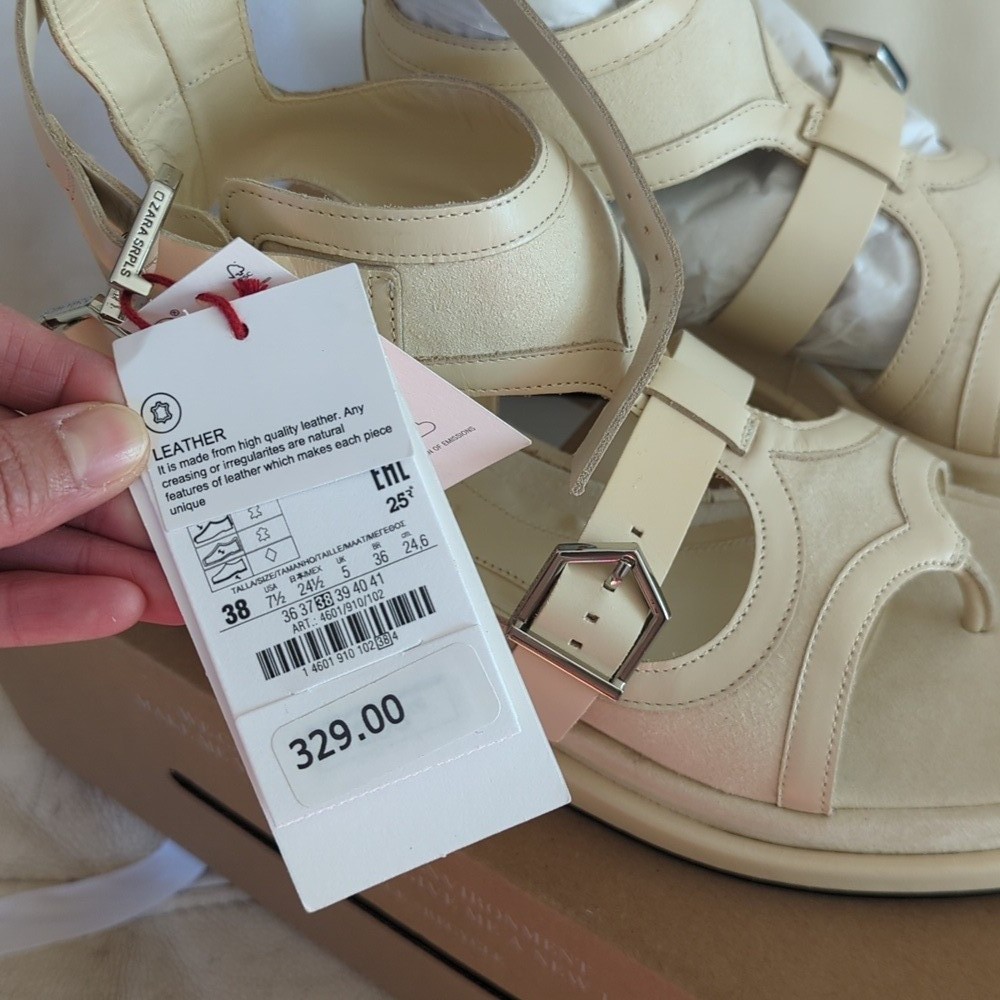 ZARA SRPLS
LEATHER
It is made from high quality leather. Any
creasing or irregularites are natural
features of leather which makes each piece
unique
EAC
25
TALLA/SIZE/TAMANHO/TAILLE/MAAT/ΜΕΓΕΘΟΣ
USA 日本/MEX UK BR
38 7½ 24½ 5 36 24,6
36 37 38 39 40 41
ART.: 4601/910/102
1 4601 910 102 38 4
329.00
N OF EMISSIONS